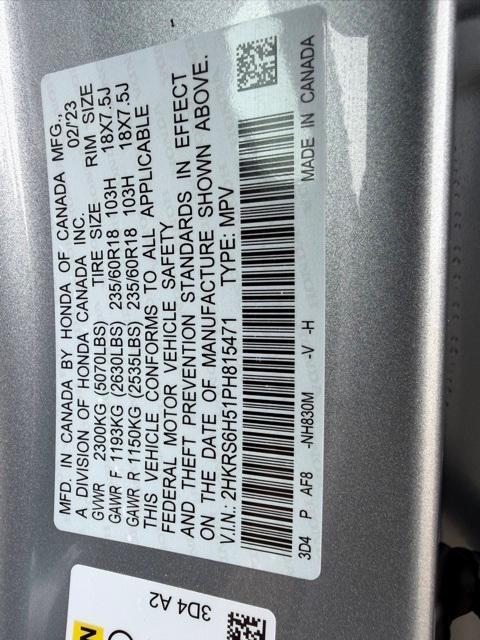 MFD. IN CANADA BY HONDA OF CANADA MFG.,
A DIVISION OF HONDA CANADA INC. 02/'23
GVWR 2300KG (5070LBS) TIRE SIZE RIM SIZE
GAWR F 1193KG (2630LBS) 235/60R18 103H 18X7.5J
GAWR R 1150KG (2535LBS) 235/60R18 103H 18X7.5J
THIS VEHICLE CONFORMS TO ALL APPLICABLE
FEDERAL MOTOR VEHICLE SAFETY
AND THEFT PREVENTION STANDARDS IN EFFECT
ON THE DATE OF MANUFACTURE SHOWN ABOVE.
V.I.N.: 2HKRS6H51PH815471 TYPE: MPV
3D4 P AF8 -NH830M -V -H MADE IN CANADA
3D4 A2